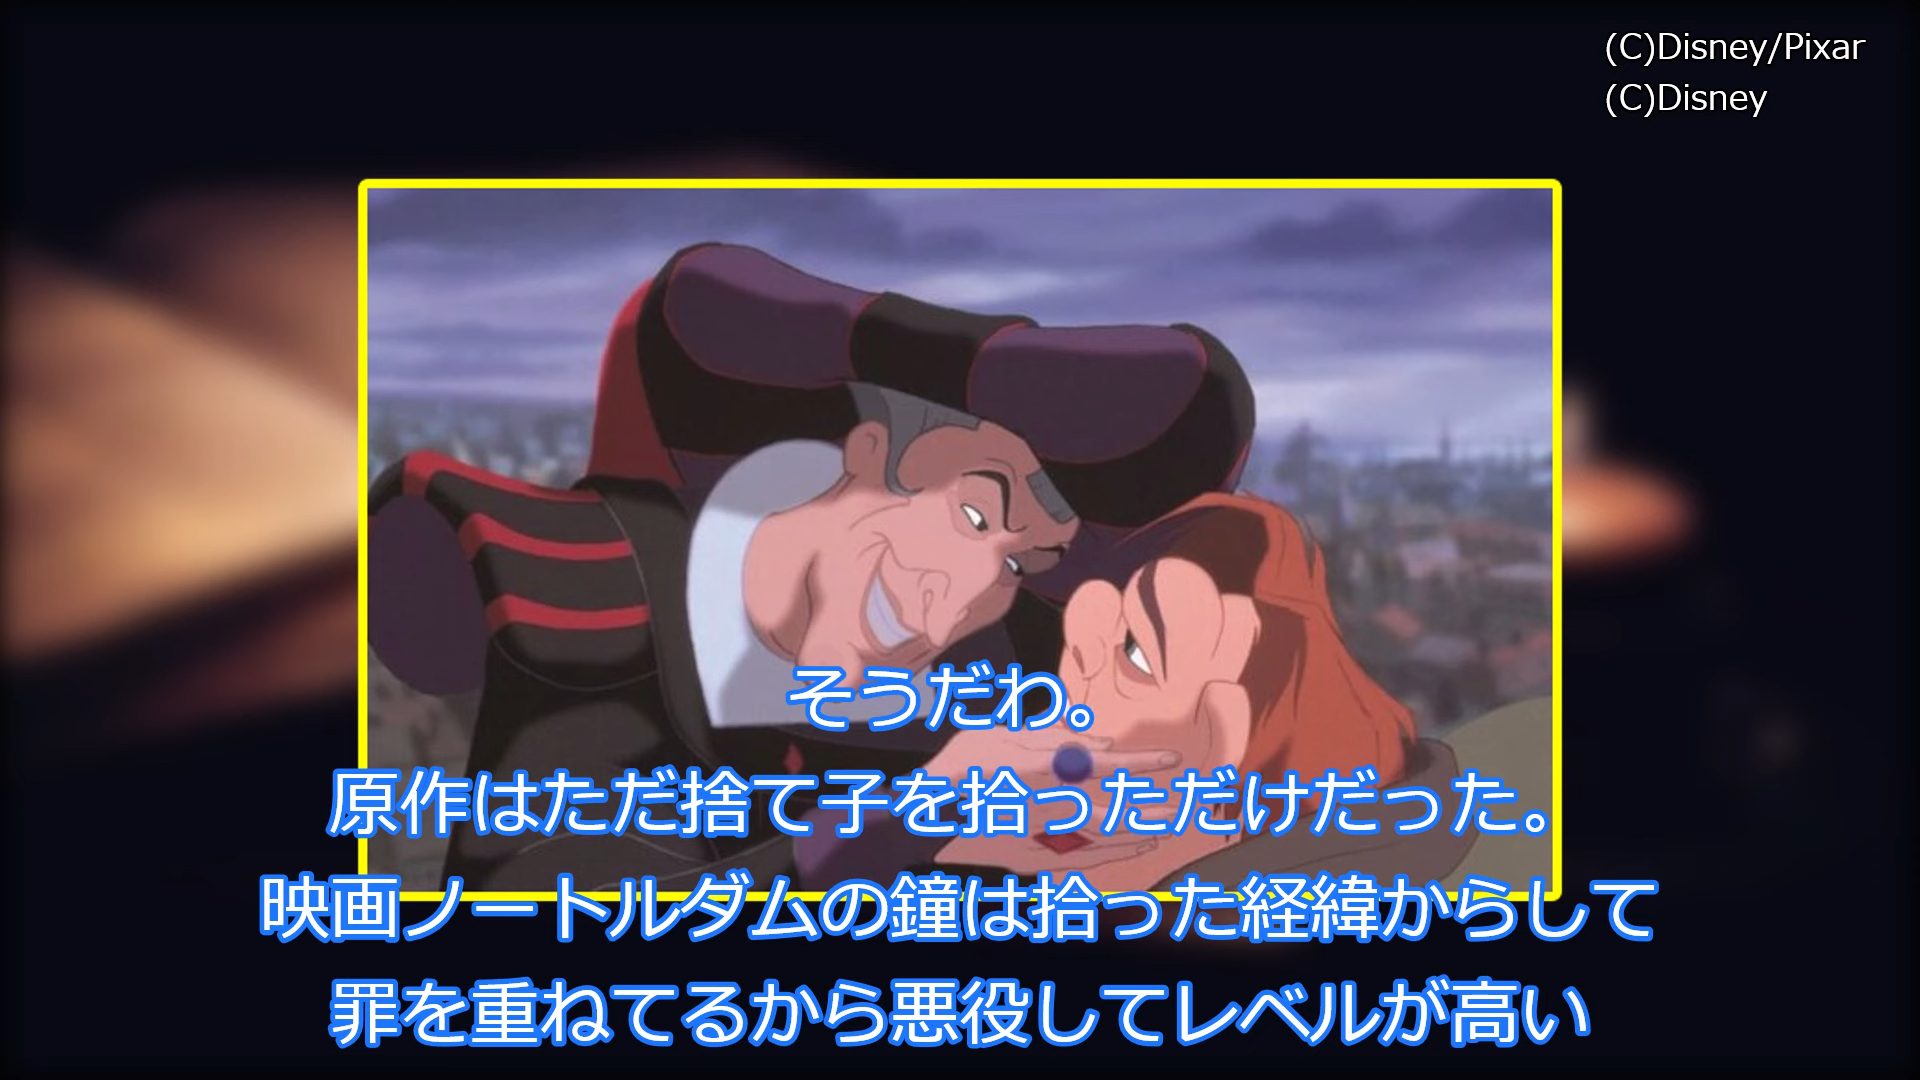 (C)Disney/Pixar
(C)Disney
そうだわ。
原作はただ捨て子を拾っただけだった。
映画ノートルダムの鐘は拾った経緯からして
罪を重ねてるから悪役してレベルが高い